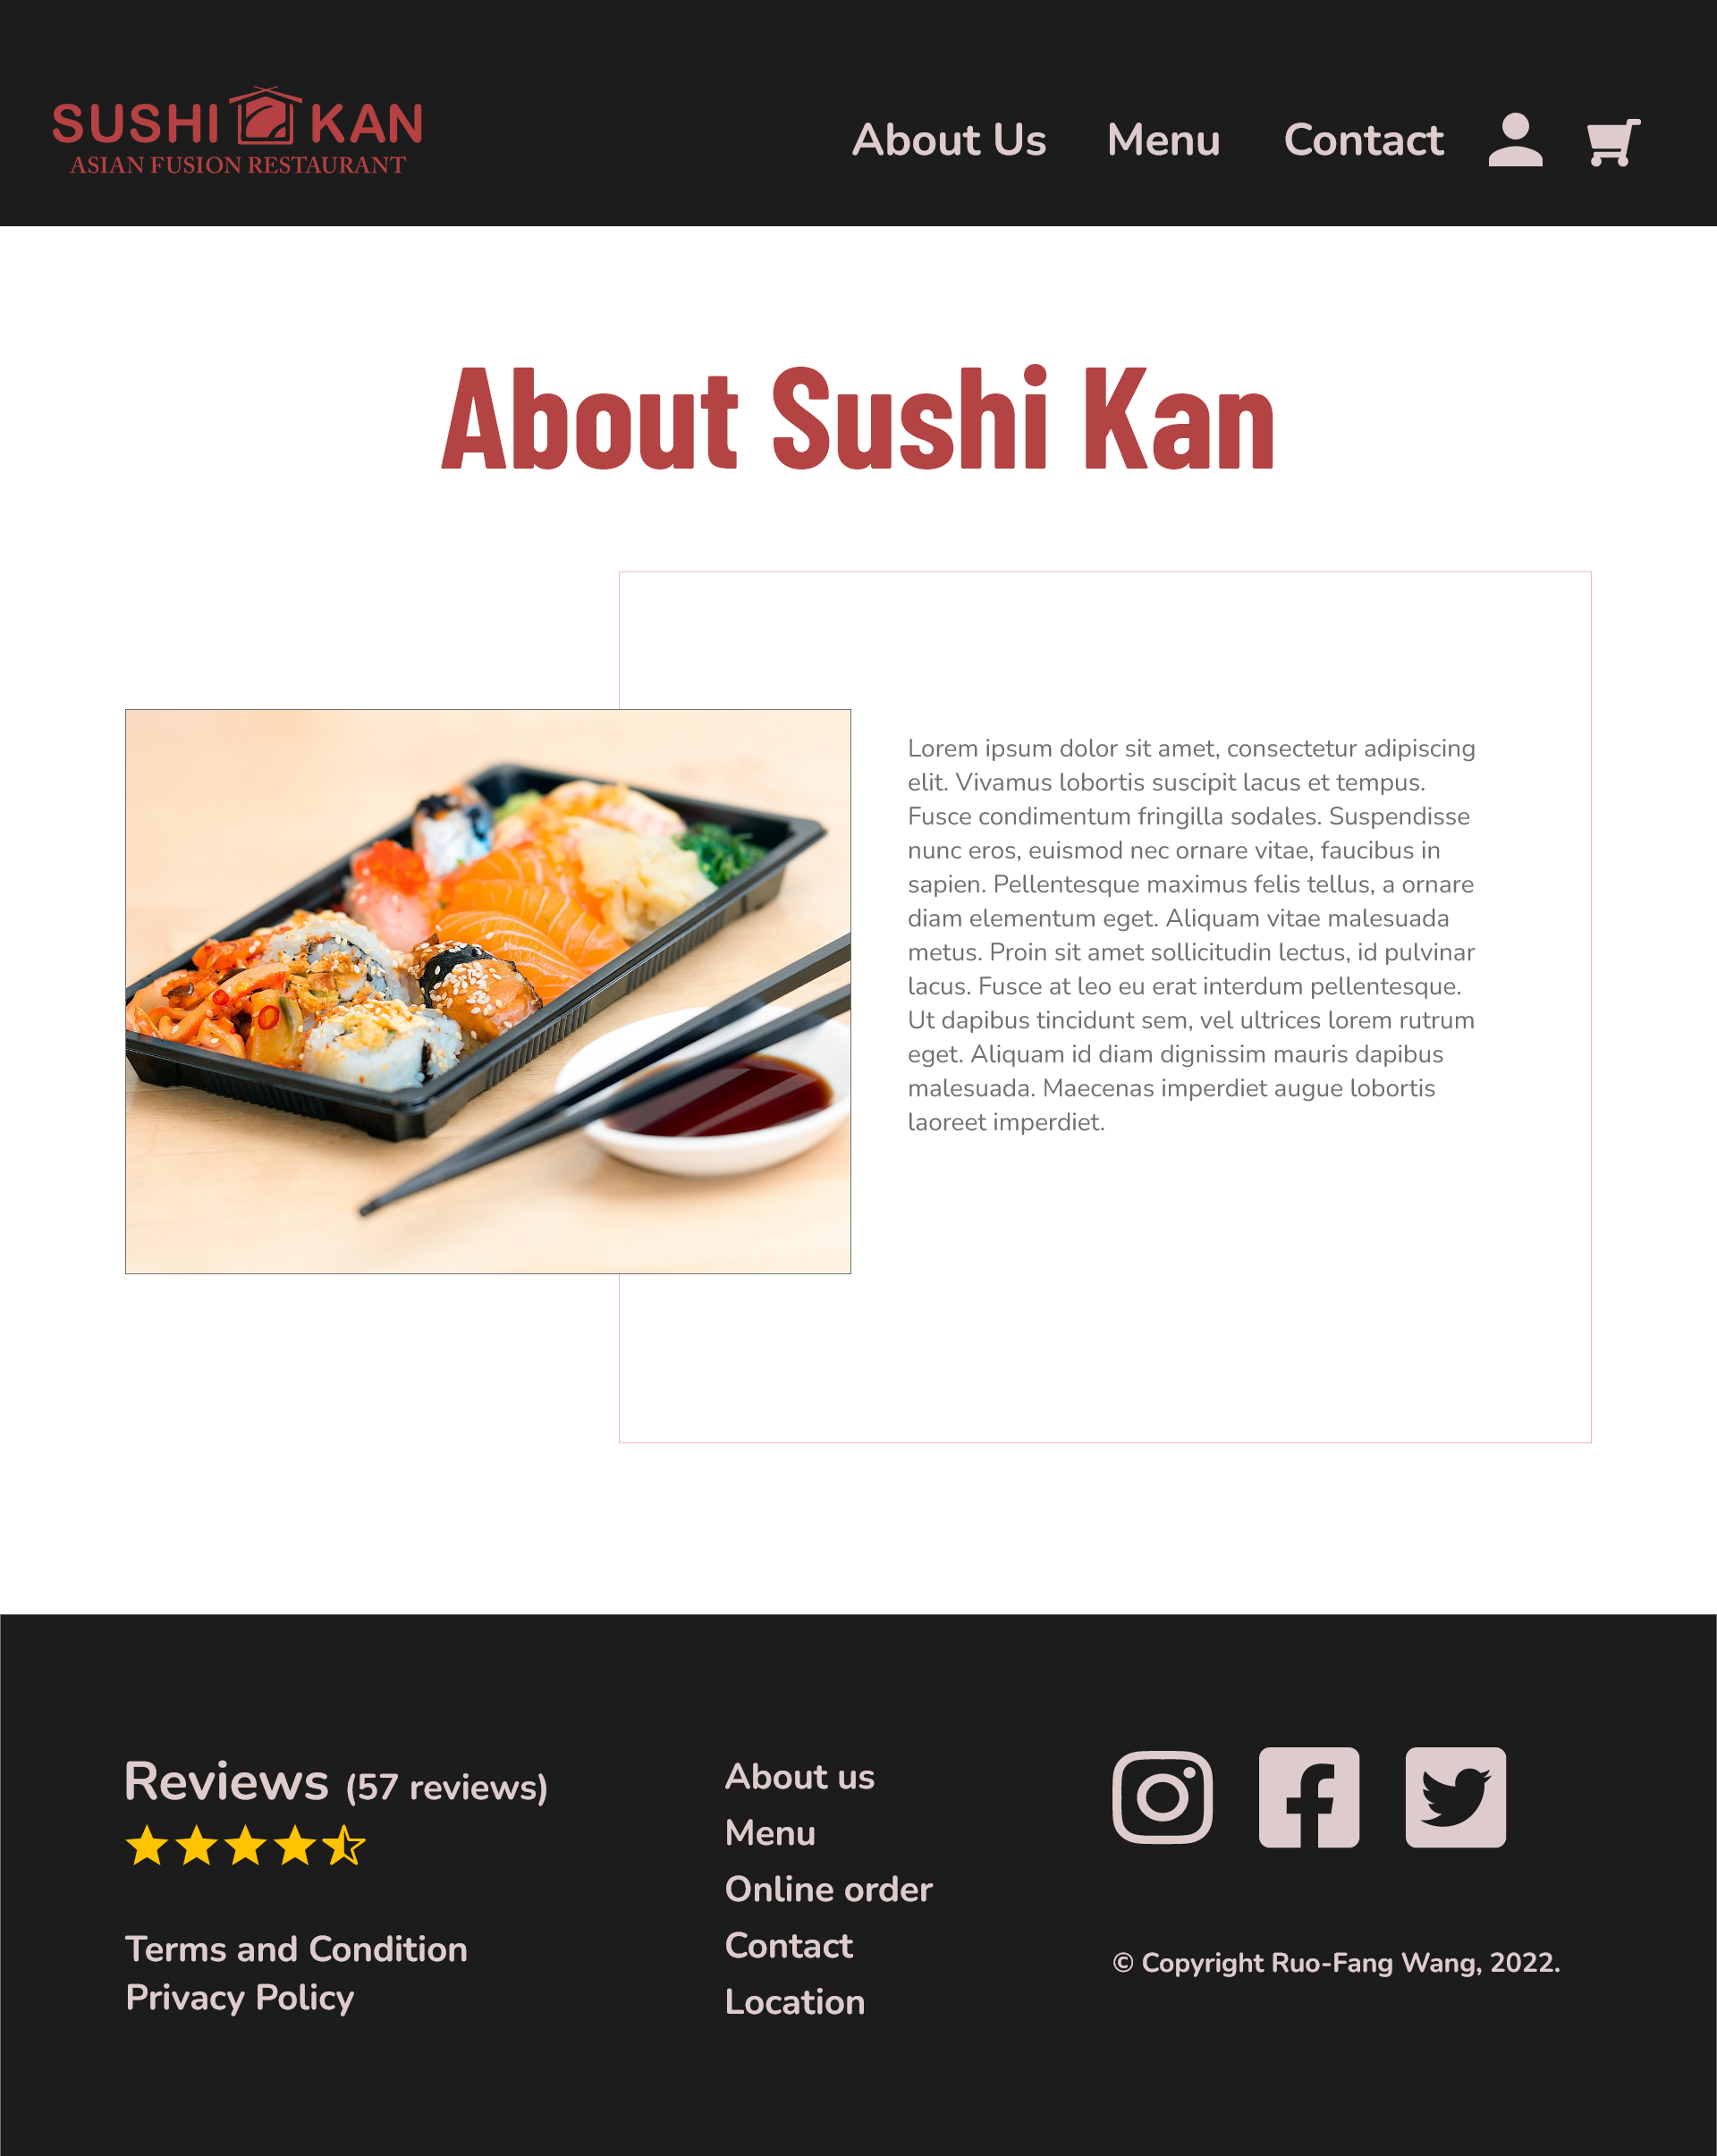 SUSHI KAN
ASIAN FUSION RESTAURANT
About Us
Menu
Contact
About Sushi Kan
Lorem ipsum dolor sit amet, consectetur adipiscing
elit. Vivamus lobortis suscipit lacus et tempus.
Fusce condimentum fringilla sodales. Suspendisse
nunc eros, euismod nec ornare vitae, faucibus in
sapien. Pellentesque maximus felis tellus, a ornare
diam elementum eget. Aliquam vitae malesuada
metus. Proin sit amet sollicitudin lectus, id pulvinar
lacus. Fusce at leo eu erat interdum pellentesque.
Ut dapibus tincidunt sem, vel ultrices lorem rutrum
eget. Aliquam id diam dignissim mauris dapibus
malesuada. Maecenas imperdiet augue lobortis
laoreet imperdiet.
Reviews (57 reviews)
Terms and Condition
Privacy Policy
About us
Menu
Online order
Contact
Location
© Copyright Ruo-Fang Wang, 2022.